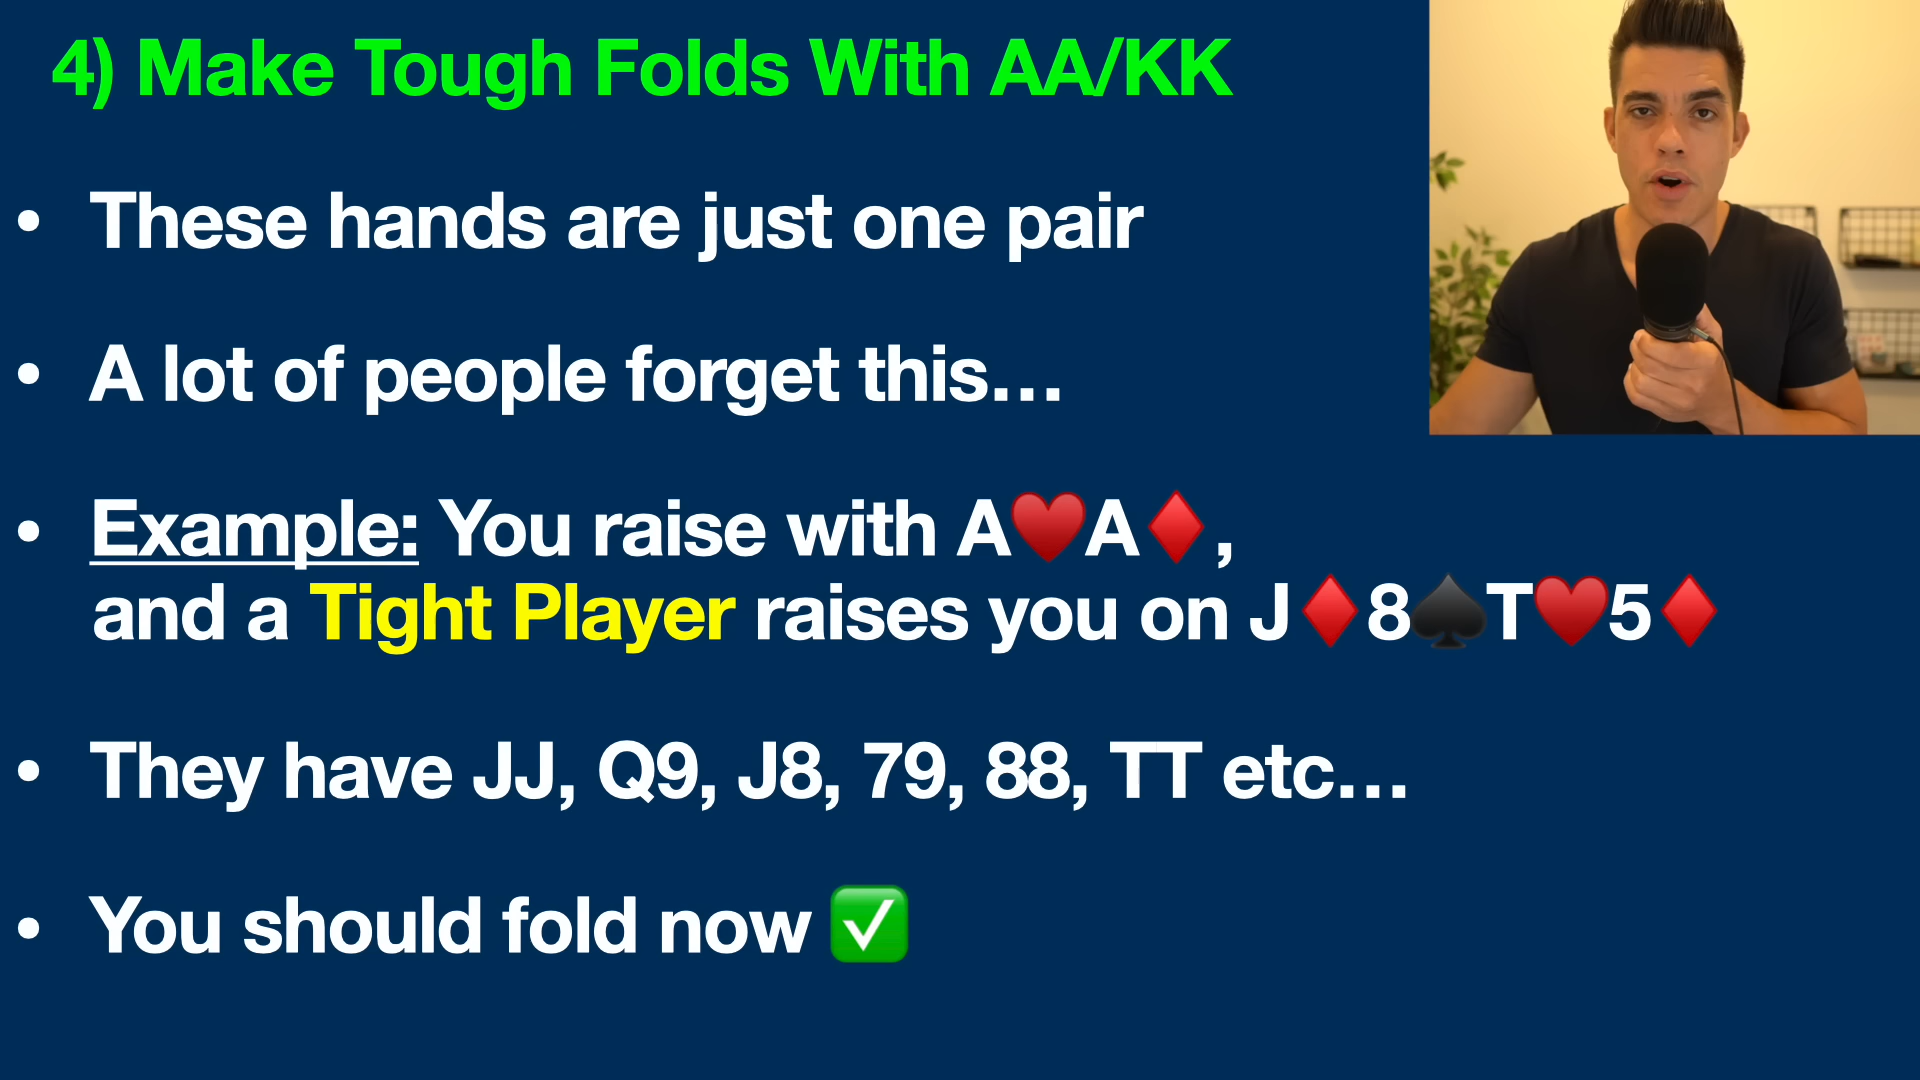 4) Make Tough Folds With AA/KK
• These hands are just one pair
• A lot of people forget this…
• Example: You raise with A♥️A♦️,
and a Tight Player raises you on J♦️8♠️T♥️5♦️
• They have JJ, Q9, J8, 79, 88, TT etc…
• You should fold now ✅